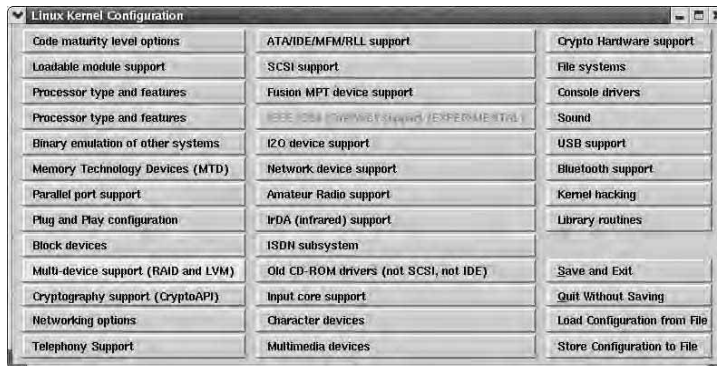 Linux Kernel Configuration
Code maturity level options
Loadable module support
Processor type and features
Processor type and features
Binary emulation of other systems
Memory Technology Devices (MTD)
Parallel port support
Plug and Play configuration
Block devices
Multi-device support (RAID and LVM)
Cryptography support (CryptoAPI)
Networking options
Telephony Support
ATA/IDE/MFM/RLL support
SCSI support
Fusion MPT device support
IEEE 1394 (FireWire) support (EXPERIMENTAL)
I2O device support
Network device support
Amateur Radio support
IrDA (infrared) support
ISDN subsystem
Old CD-ROM drivers (not SCSI, not IDE)
Input core support
Character devices
Multimedia devices
Crypto Hardware support
File systems
Console drivers
Sound
USB support
Bluetooth support
Kernel hacking
Library routines
Save and Exit
Quit Without Saving
Load Configuration from File
Store Configuration to File